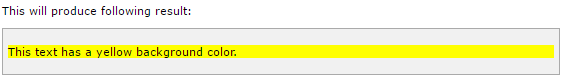 This will produce following result:
This text has a yellow background color.